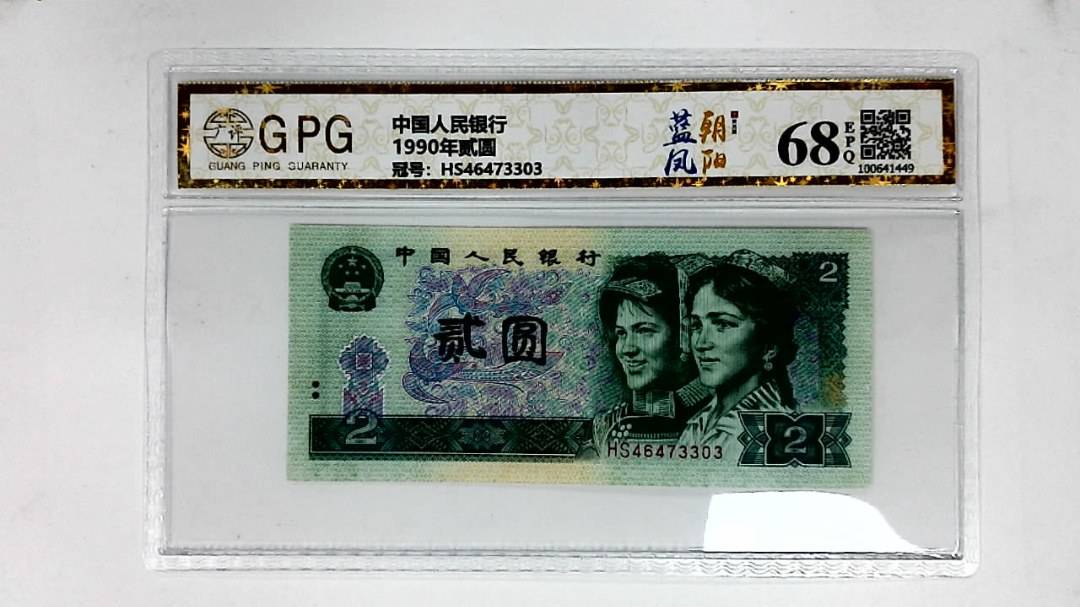 广评
GPG
GUANG PING GUARANTY
中国人民银行
1990年贰圆
冠号：HS46473303
蓝凤
朝阳
68
EPQ
100641449
中国人民银行
2
贰圆
2
2
HS46473303